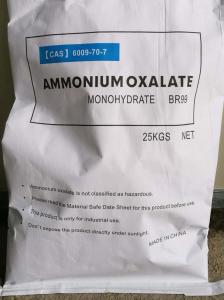 【CAS】 6009-70-7
AMMONIUM OXALATE
MONOHYDRATE BR99
25KGS NET
• Ammonium oxalate is not classified as hazardous.
• Please read the Material Safe Date Sheet for this product before use.
• This product is only for industrial use.
Don't expose the product directly under sunlight.
MADE IN CHINA